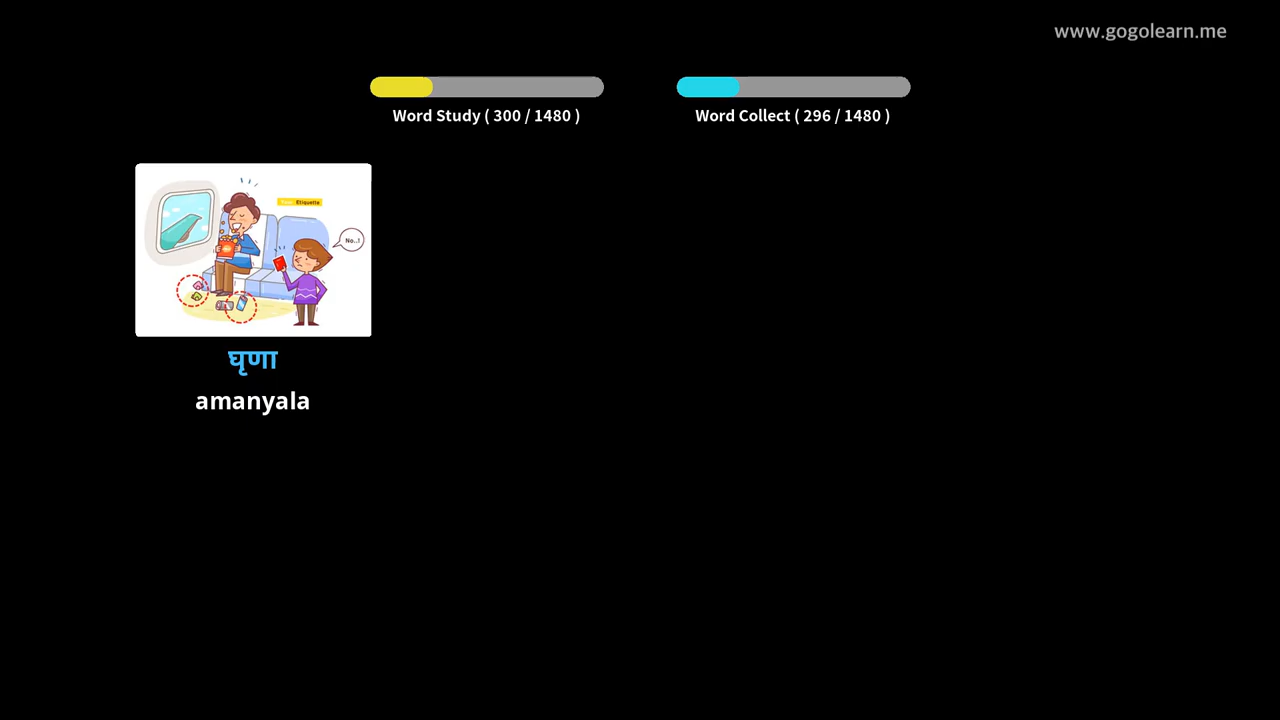 www.gogolearn.me
Word Study ( 300 / 1480 )
Word Collect ( 296 / 1480 )
Etiquette
No..!
घृणा
amanyala